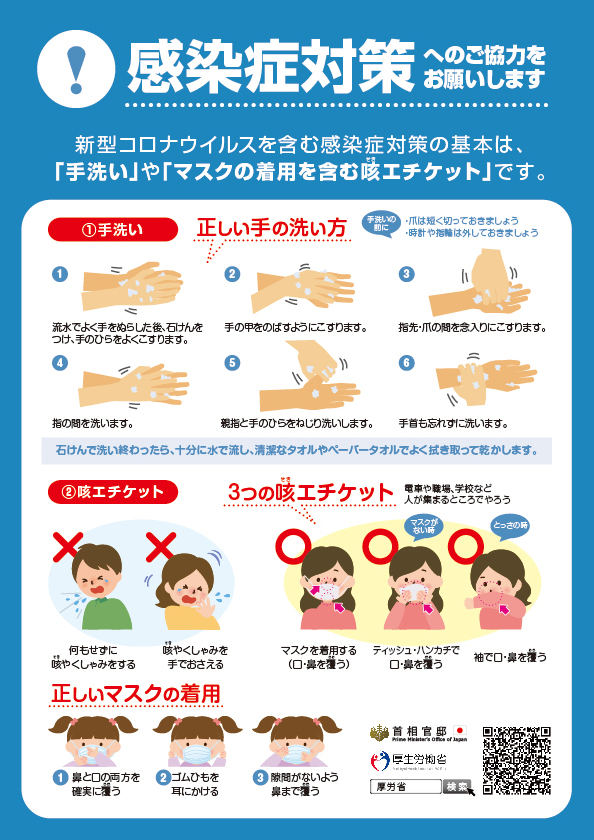 !
感染症対策
へのご協力を
お願いします
新型コロナウイルスを含む感染症対策の基本は、
「手洗い」や「マスクの着用を含む咳エチケット」です。
せき
①手洗い
正しい手の洗い方
手洗いの
前に
・爪は短く切っておきましょう
・時計や指輪は外しておきましょう
1
流水でよく手をぬらした後、石けんを
つけ、手のひらをよくこすります。
2
手の甲をのばすようにこすります。
3
指先・爪の間を念入りにこすります。
4
指の間を洗います。
5
親指と手のひらをねじり洗いします。
6
手首も忘れずに洗います。
石けんで洗い終わったら、十分に水で流し、清潔なタオルやペーパータオルでよく拭き取って乾かします。
②咳エチケット
せき
3つの咳エチケット
せき
電車や職場、学校など
人が集まるところでやろう
何もせずに
咳やくしゃみをする
せき
咳やくしゃみを
せき
手でおさえる
マスクを着用する
(口・鼻を覆う)
おお
マスクが
ない時
ティッシュ・ハンカチで
口・鼻を覆う
おお
とっさの時
袖で口・鼻を覆う
おお
正しいマスクの着用
1
鼻と口の両方を
確実に覆う
おお
2
ゴムひもを
耳にかける
3
隙間がないよう
鼻まで覆う
おお
首相官邸
Prime Minister's Office of Japan
厚生労働省
厚労省
検索